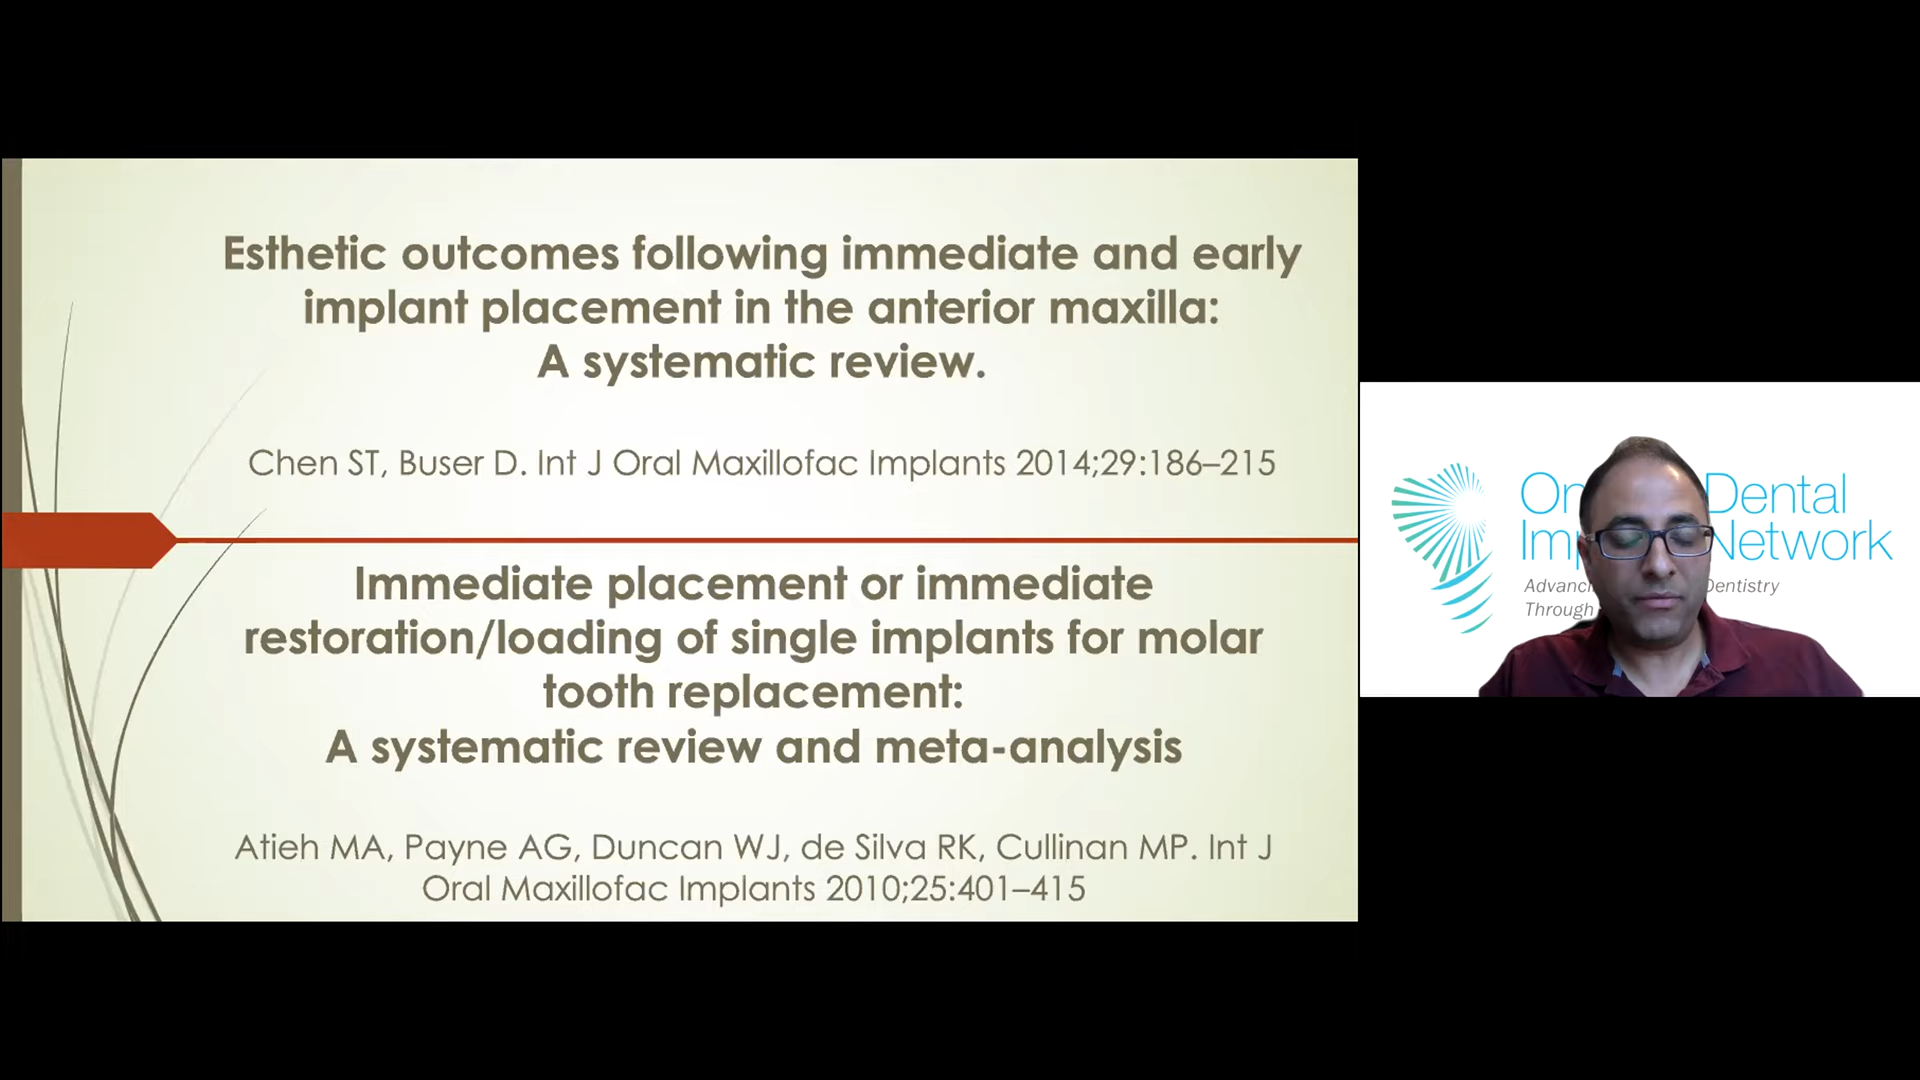 Esthetic outcomes following immediate and early
implant placement in the anterior maxilla:
A systematic review.
Chen ST, Buser D. Int J Oral Maxillofac Implants 2014;29:186–215
Immediate placement or immediate
restoration/loading of single implants for molar
tooth replacement:
A systematic review and meta-analysis
Atieh MA, Payne AG, Duncan WJ, de Silva RK, Cullinan MP. Int J
Oral Maxillofac Implants 2010;25:401–415
Dental
Network
Dentistry
Through